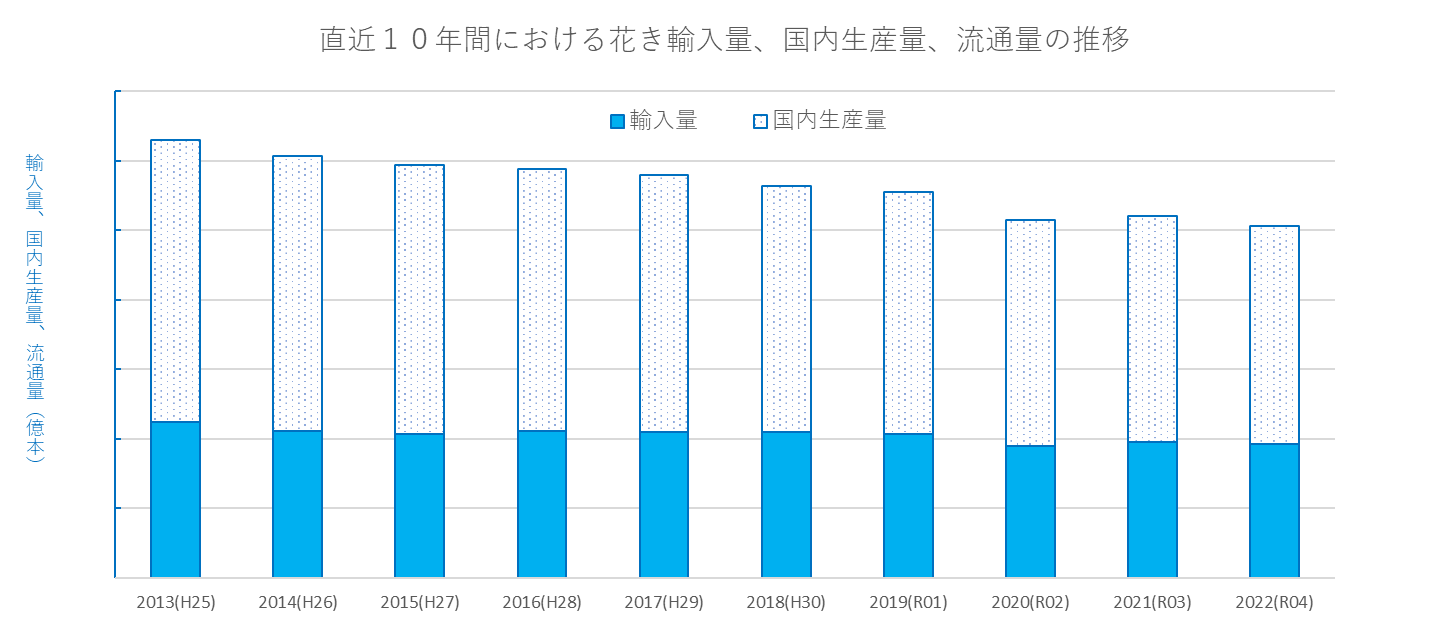 直近１０年間における花き輸入量、国内生産量、流通量の推移
輸入量 国内生産量
輸入量、国内生産量、流通量（億本）
2013(H25) 2014(H26) 2015(H27) 2016(H28) 2017(H29) 2018(H30) 2019(R01) 2020(R02) 2021(R03) 2022(R04)